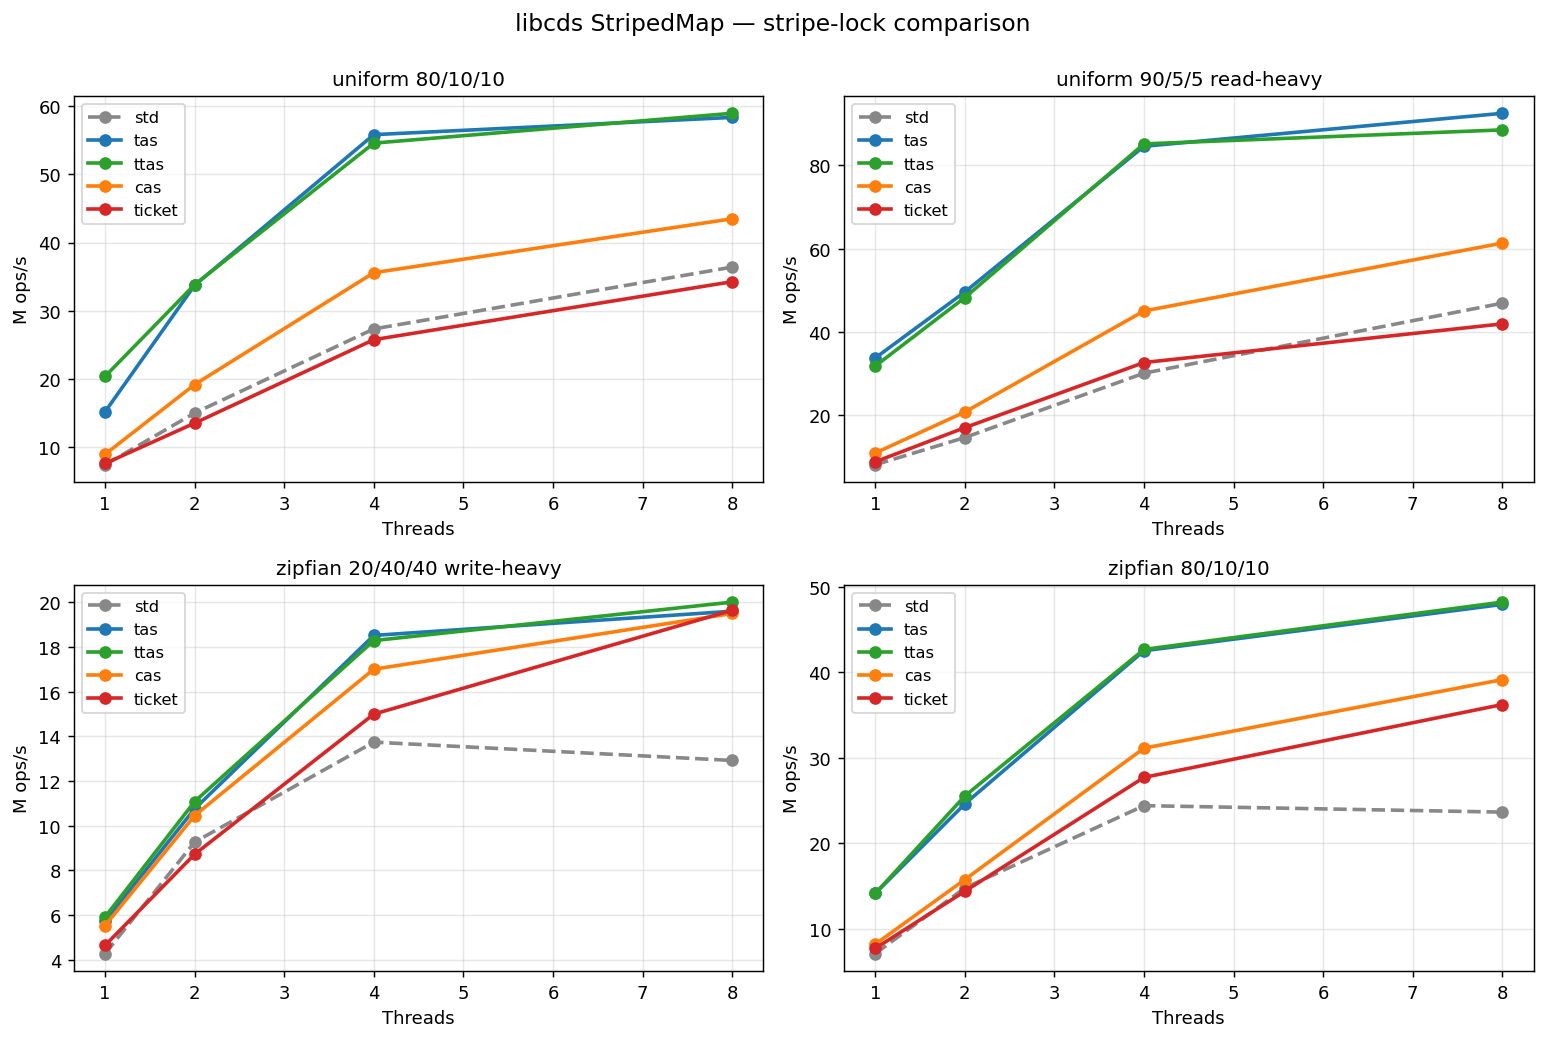 libcds StripedMap — stripe-lock comparison
uniform 80/10/10
60
50
40
30
20
10
M ops/s
std
tas
ttas
cas
ticket
1 2 3 4 5 6 7 8
Threads
uniform 90/5/5 read-heavy
80
60
40
20
M ops/s
std
tas
ttas
cas
ticket
1 2 3 4 5 6 7 8
Threads
zipfian 20/40/40 write-heavy
20
18
16
14
12
10
8
6
4
M ops/s
std
tas
ttas
cas
ticket
1 2 3 4 5 6 7 8
Threads
zipfian 80/10/10
50
40
30
20
10
M ops/s
std
tas
ttas
cas
ticket
1 2 3 4 5 6 7 8
Threads